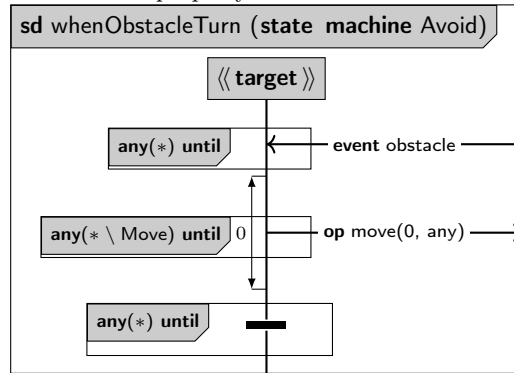 sd whenObstacleTurn (state machine Avoid)
⟪ target ⟫
any(∗) until
event obstacle
any(∗ \ Move) until
0
op move(0, any)
any(∗) until